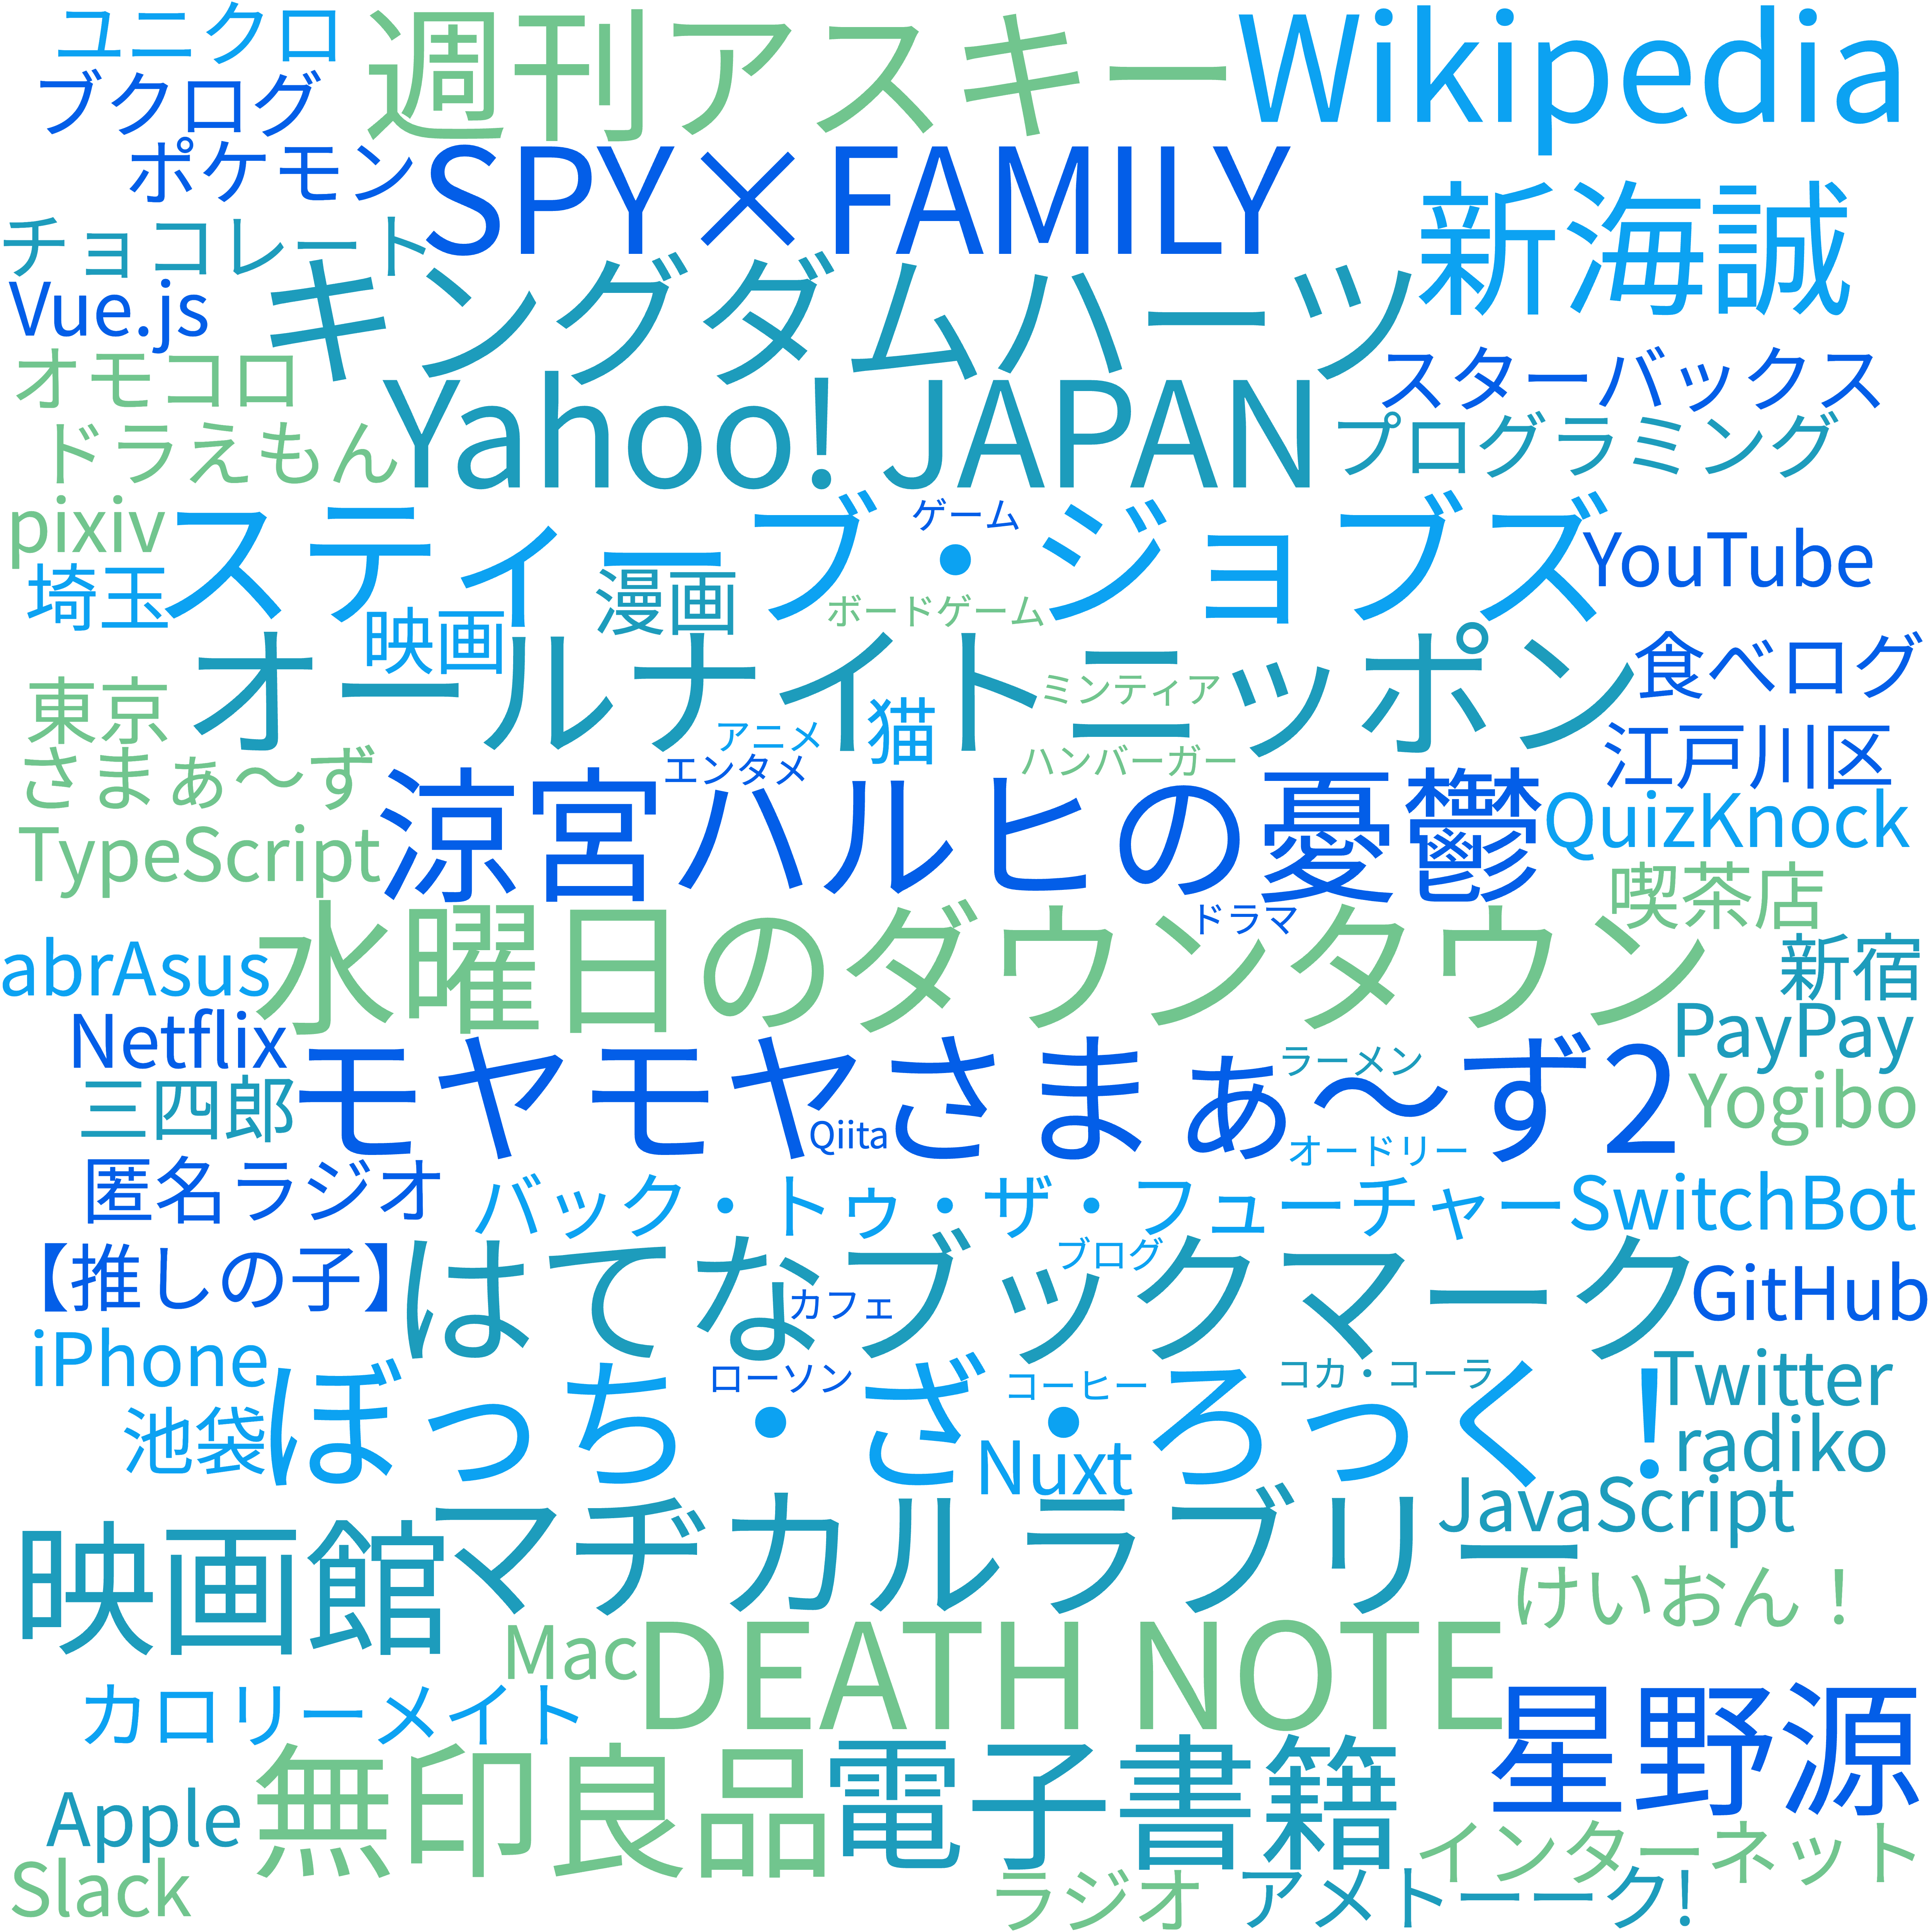 ユニクロ
週刊アスキー
Wikipedia
ブクログ
ポケモン
SPY×FAMILY
新海誠
チョコレート
キングダムハーツ
Vue.js
オモコロ
スターバックス
Yahoo! JAPAN
プログラミング
ドラえもん
pixiv
スティーブ・ジョブズ
ゲーム
YouTube
埼玉
漫画
ボードゲーム
映画
オールナイトニッポン
食べログ
東京
ミンティア
猫
アニメ
江戸川区
さまぁ〜ず
エンタメ
ハンバーガー
涼宮ハルヒの憂鬱
QuizKnock
TypeScript
喫茶店
ドラマ
水曜日のダウンタウン
新宿
abrAsus
Netflix
PayPay
モヤモヤさまぁ〜ず2
ラーメン
三四郎
Yogibo
Qiita
オードリー
匿名ラジオ
バック・トゥ・ザ・フューチャー
SwitchBot
【推しの子】
はてなブックマーク
ブログ
カフェ
GitHub
iPhone
ぼっち・ざ・ろっく!
ローソン
コーヒー
コカ・コーラ
Twitter
池袋
radiko
Nuxt
マヂカルラブリー
JavaScript
映画館
けいおん！
Mac
DEATH NOTE
カロリーメイト
星野源
無印良品
電子書籍
Apple
インターネット
Slack
ラジオ
アメトーーク!